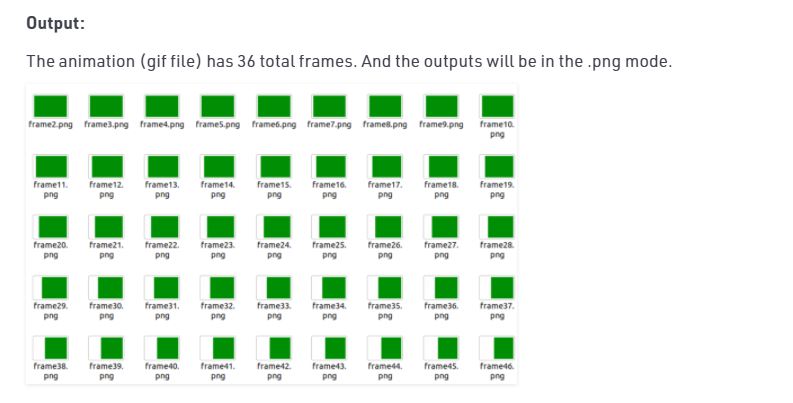 Output:
The animation (gif file) has 36 total frames. And the outputs will be in the .png mode.
frame2.png frame3.png frame4.png frame5.png frame6.png frame7.png frame8.png frame9.png frame10.
png
frame11. frame12. frame13. frame14. frame15. frame16. frame17. frame18. frame19.
png png png png png png png png png
frame20. frame21. frame22. frame23. frame24. frame25. frame26. frame27. frame28.
png png png png png png png png png
frame29. frame30. frame31. frame32. frame33. frame34. frame35. frame36. frame37.
png png png png png png png png png
frame38. frame39. frame40. frame41. frame42. frame43. frame44. frame45. frame46.
png png png png png png png png png